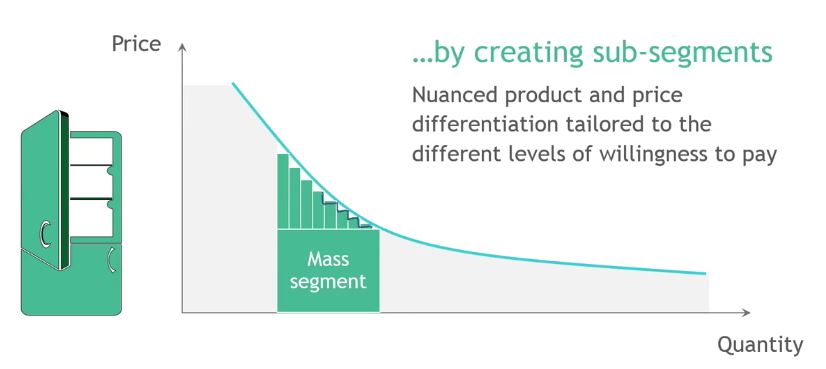 Price
…by creating sub-segments
Nuanced product and price
differentiation tailored to the
different levels of willingness to pay
Mass
segment
Quantity